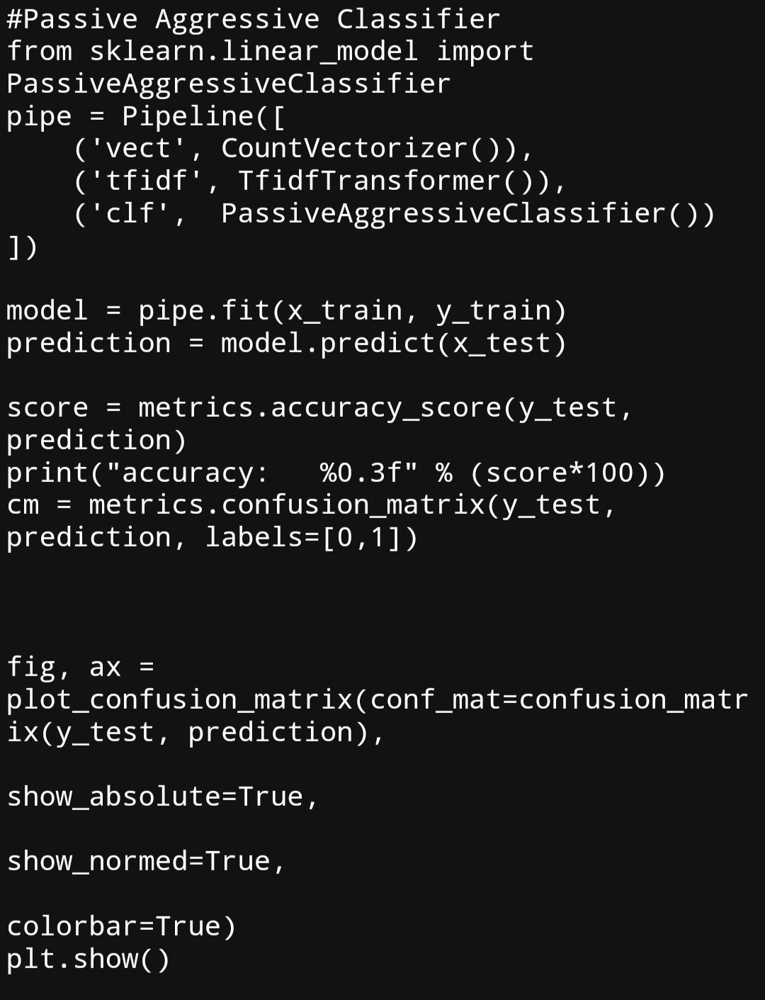 #Passive Aggressive Classifier
from sklearn.linear_model import
PassiveAggressiveClassifier
pipe = Pipeline([
    ('vect', CountVectorizer()),
    ('tfidf', TfidfTransformer()),
    ('clf',  PassiveAggressiveClassifier())
])
model = pipe.fit(x_train, y_train)
prediction = model.predict(x_test)
score = metrics.accuracy_score(y_test,
prediction)
print("accuracy:   %0.3f" % (score*100))
cm = metrics.confusion_matrix(y_test,
prediction, labels=[0,1])
fig, ax =
plot_confusion_matrix(conf_mat=confusion_matr
ix(y_test, prediction),
show_absolute=True,
show_normed=True,
colorbar=True)
plt.show()